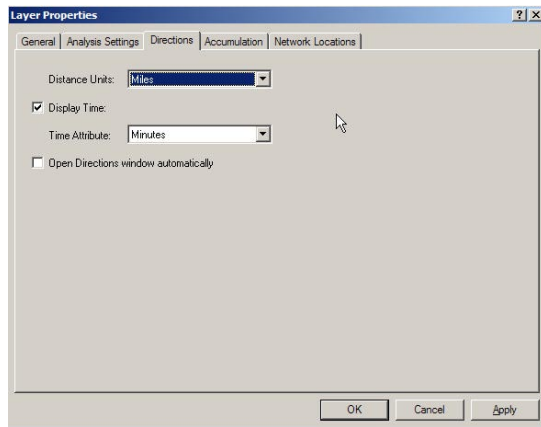 Layer Properties
General Analysis Settings Directions Accumulation Network Locations
Distance Units: Miles
Display Time:
Time Attribute: Minutes
Open Directions window automatically
OK Cancel Apply